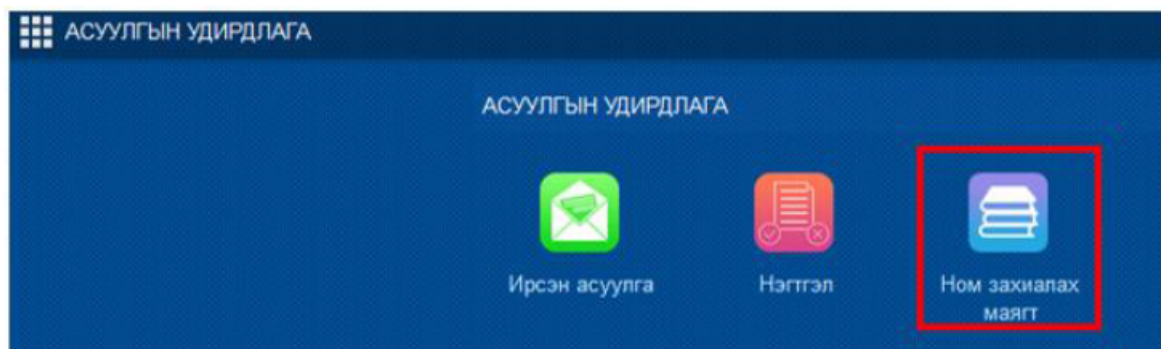 АСУУЛГЫН УДИРДЛАГА
АСУУЛГЫН УДИРДЛАГА
Ирсэн асуулга
Нэгтгэл
Ном захиалах
маягт